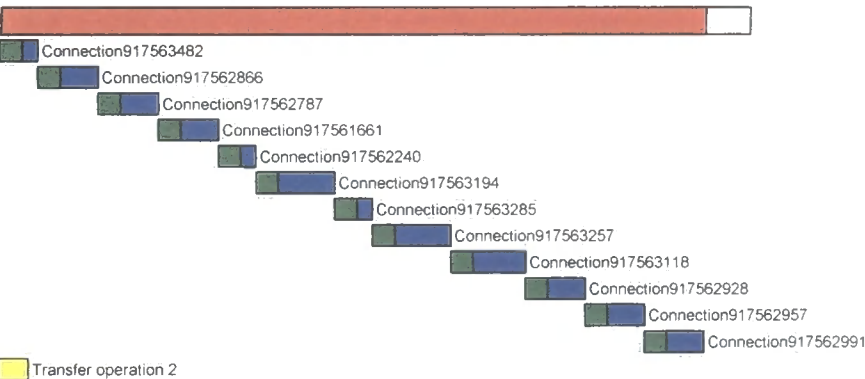 Connection917563482
Connection917562866
Connection917562787
Connection917561661
Connection917562240
Connection917563194
Connection917563285
Connection917563257
Connection917563118
Connection917562928
Connection917562957
Connection917562991
Transfer operation 2